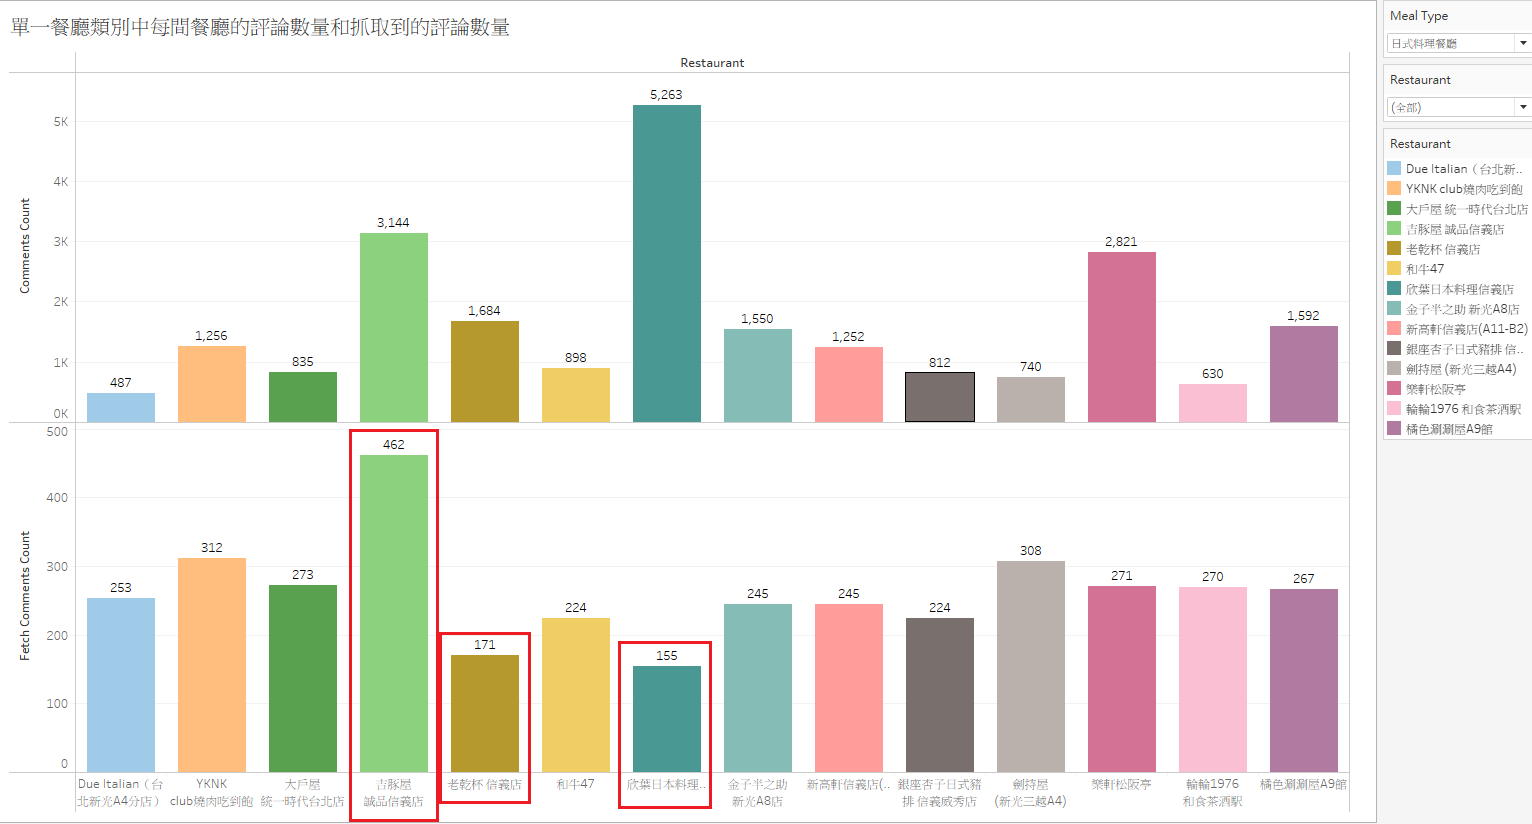 單一餐廳類別中每間餐廳的評論數量和抓取到的評論數量
Restaurant
Comments Count
5K
4K
3K
2K
1K
0K
487
1,256
835
3,144
1,684
898
5,263
1,550
1,252
812
740
2,821
630
1,592
Fetch Comments Count
500
400
300
200
100
0
253
312
273
462
171
224
155
245
245
224
308
271
270
267
Due Italian（台
北新光A4分店）
YKNK
club燒肉吃到飽
大戶屋
統一時代台北店
吉豚屋
誠品信義店
老乾杯 信義店
和牛47
欣葉日本料理..
金子半之助
新光A8店
新高軒信義店(..
銀座杏子日式豬
排 信義威秀店
劍持屋
(新光三越A4)
樂軒松阪亭
輪輪1976
和食茶酒駅
橘色涮涮屋A9館
Meal Type
日式料理餐廳
Restaurant
(全部)
Restaurant
Due Italian（台北新..
YKNK club燒肉吃到飽
大戶屋 統一時代台北店
吉豚屋 誠品信義店
老乾杯 信義店
和牛47
欣葉日本料理信義店
金子半之助 新光A8店
新高軒信義店(A11-B2)
銀座杏子日式豬排 信..
劍持屋 (新光三越A4)
樂軒松阪亭
輪輪1976 和食茶酒駅
橘色涮涮屋A9館